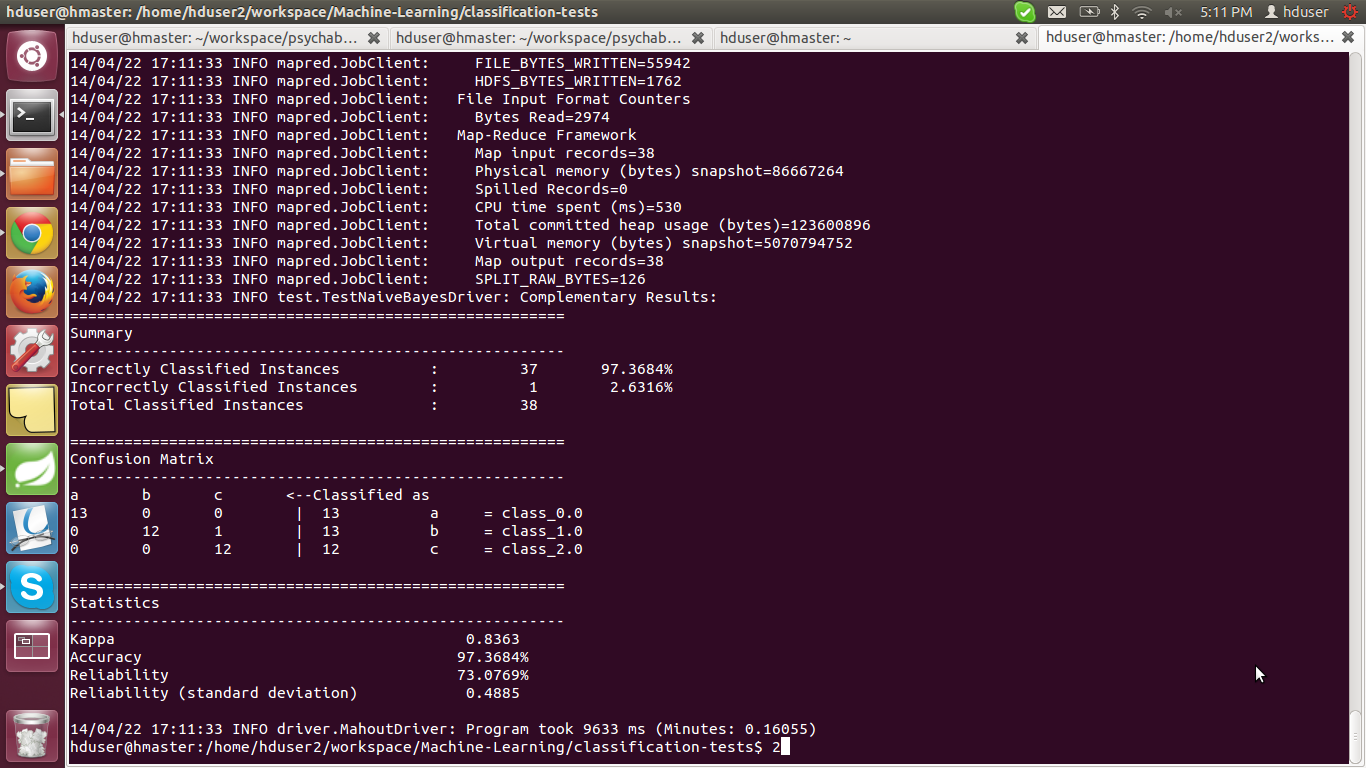 hduser@hmaster: /home/hduser2/workspace/Machine-Learning/classification-tests 5:11 PM hduser
hduser@hmaster: ~/workspace/psychab... hduser@hmaster: ~/workspace/psychab... hduser@hmaster: ~ hduser@hmaster: /home/hduser2/works...
14/04/22 17:11:33 INFO mapred.JobClient:     FILE_BYTES_WRITTEN=55942
14/04/22 17:11:33 INFO mapred.JobClient:     HDFS_BYTES_WRITTEN=1762
14/04/22 17:11:33 INFO mapred.JobClient:   File Input Format Counters
14/04/22 17:11:33 INFO mapred.JobClient:     Bytes Read=2974
14/04/22 17:11:33 INFO mapred.JobClient:   Map-Reduce Framework
14/04/22 17:11:33 INFO mapred.JobClient:     Map input records=38
14/04/22 17:11:33 INFO mapred.JobClient:     Physical memory (bytes) snapshot=86667264
14/04/22 17:11:33 INFO mapred.JobClient:     Spilled Records=0
14/04/22 17:11:33 INFO mapred.JobClient:     CPU time spent (ms)=530
14/04/22 17:11:33 INFO mapred.JobClient:     Total committed heap usage (bytes)=123600896
14/04/22 17:11:33 INFO mapred.JobClient:     Virtual memory (bytes) snapshot=5070794752
14/04/22 17:11:33 INFO mapred.JobClient:     Map output records=38
14/04/22 17:11:33 INFO mapred.JobClient:     SPLIT_RAW_BYTES=126
14/04/22 17:11:33 INFO test.TestNaiveBayesDriver: Complementary Results:
=======================================================
Summary
-------------------------------------------------------
Correctly Classified Instances          :         37       97.3684%
Incorrectly Classified Instances        :          1        2.6316%
Total Classified Instances              :         38
=======================================================
Confusion Matrix
-------------------------------------------------------
a       b       c       <--Classified as
13      0       0        |  13          a     = class_0.0
0       12      1        |  13          b     = class_1.0
0       0       12       |  12          c     = class_2.0
=======================================================
Statistics
-------------------------------------------------------
Kappa                                       0.8363
Accuracy                                   97.3684%
Reliability                                73.0769%
Reliability (standard deviation)            0.4885
14/04/22 17:11:33 INFO driver.MahoutDriver: Program took 9633 ms (Minutes: 0.16055)
hduser@hmaster:/home/hduser2/workspace/Machine-Learning/classification-tests$ 2